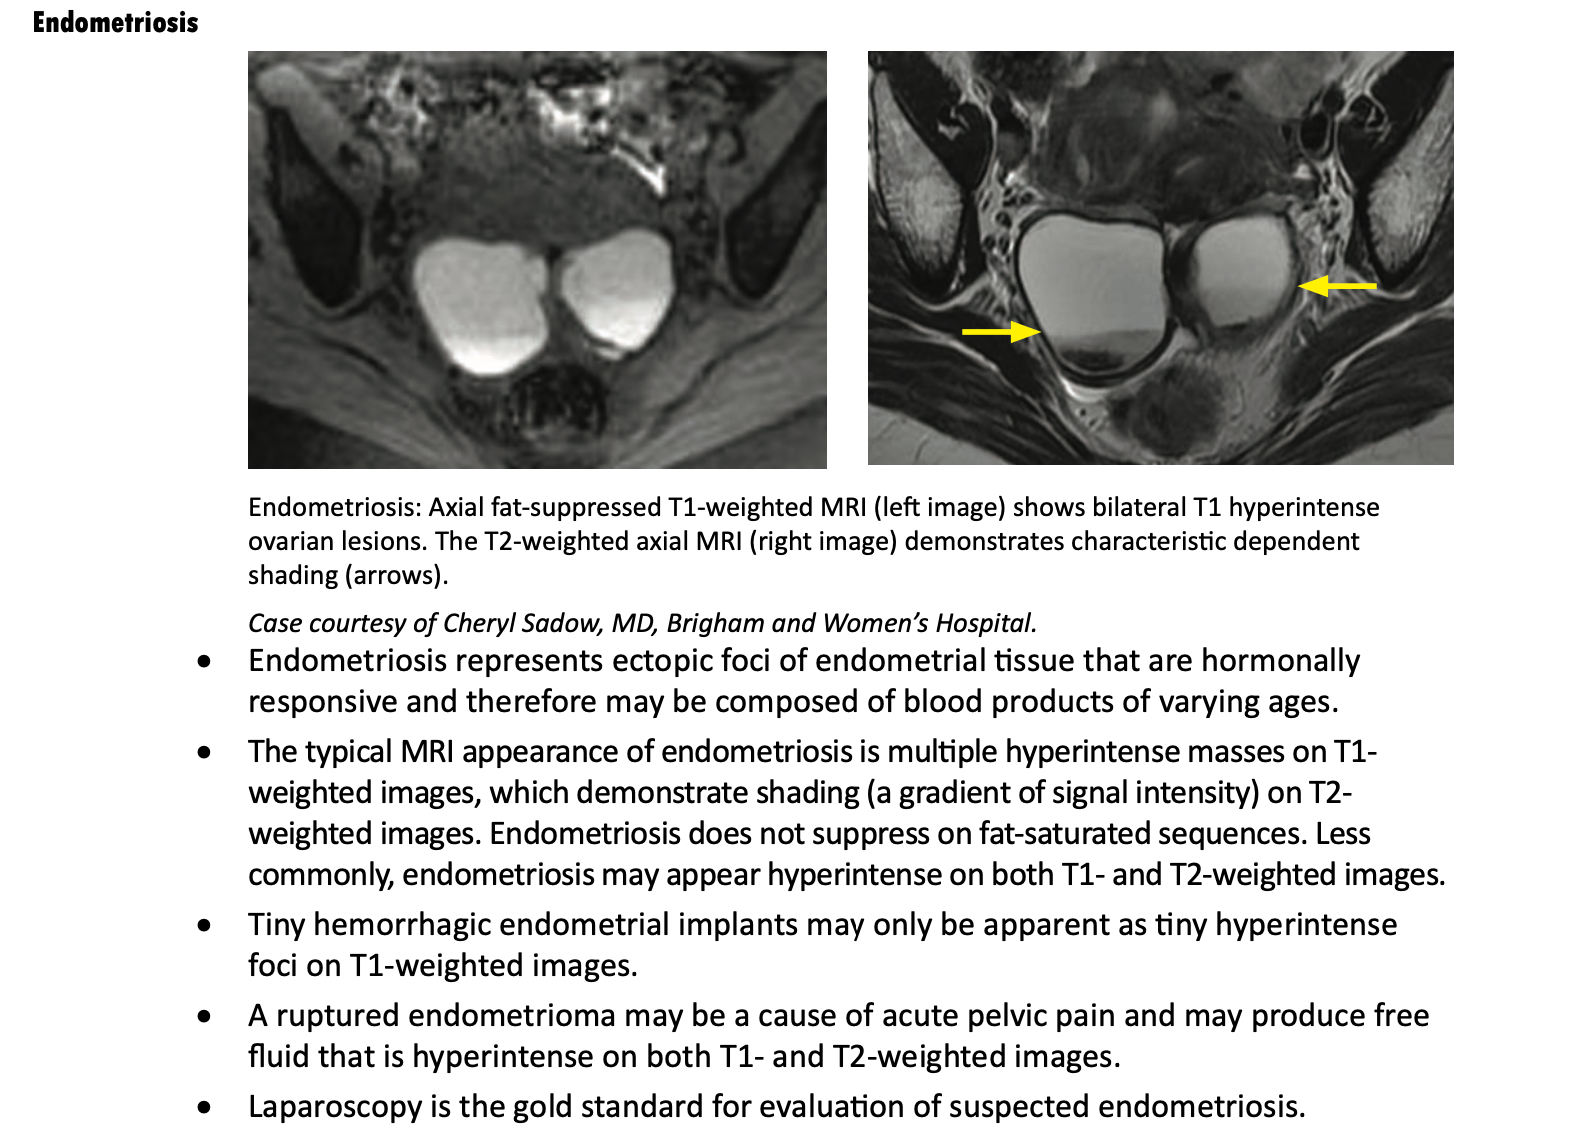 Endometriosis
Endometriosis: Axial fat-suppressed T1-weighted MRI (left image) shows bilateral T1 hyperintense
ovarian lesions. The T2-weighted axial MRI (right image) demonstrates characteristic dependent
shading (arrows).
Case courtesy of Cheryl Sadow, MD, Brigham and Women’s Hospital.
• Endometriosis represents ectopic foci of endometrial tissue that are hormonally
responsive and therefore may be composed of blood products of varying ages.
• The typical MRI appearance of endometriosis is multiple hyperintense masses on T1-
weighted images, which demonstrate shading (a gradient of signal intensity) on T2-
weighted images. Endometriosis does not suppress on fat-saturated sequences. Less
commonly, endometriosis may appear hyperintense on both T1- and T2-weighted images.
• Tiny hemorrhagic endometrial implants may only be apparent as tiny hyperintense
foci on T1-weighted images.
• A ruptured endometrioma may be a cause of acute pelvic pain and may produce free
fluid that is hyperintense on both T1- and T2-weighted images.
• Laparoscopy is the gold standard for evaluation of suspected endometriosis.